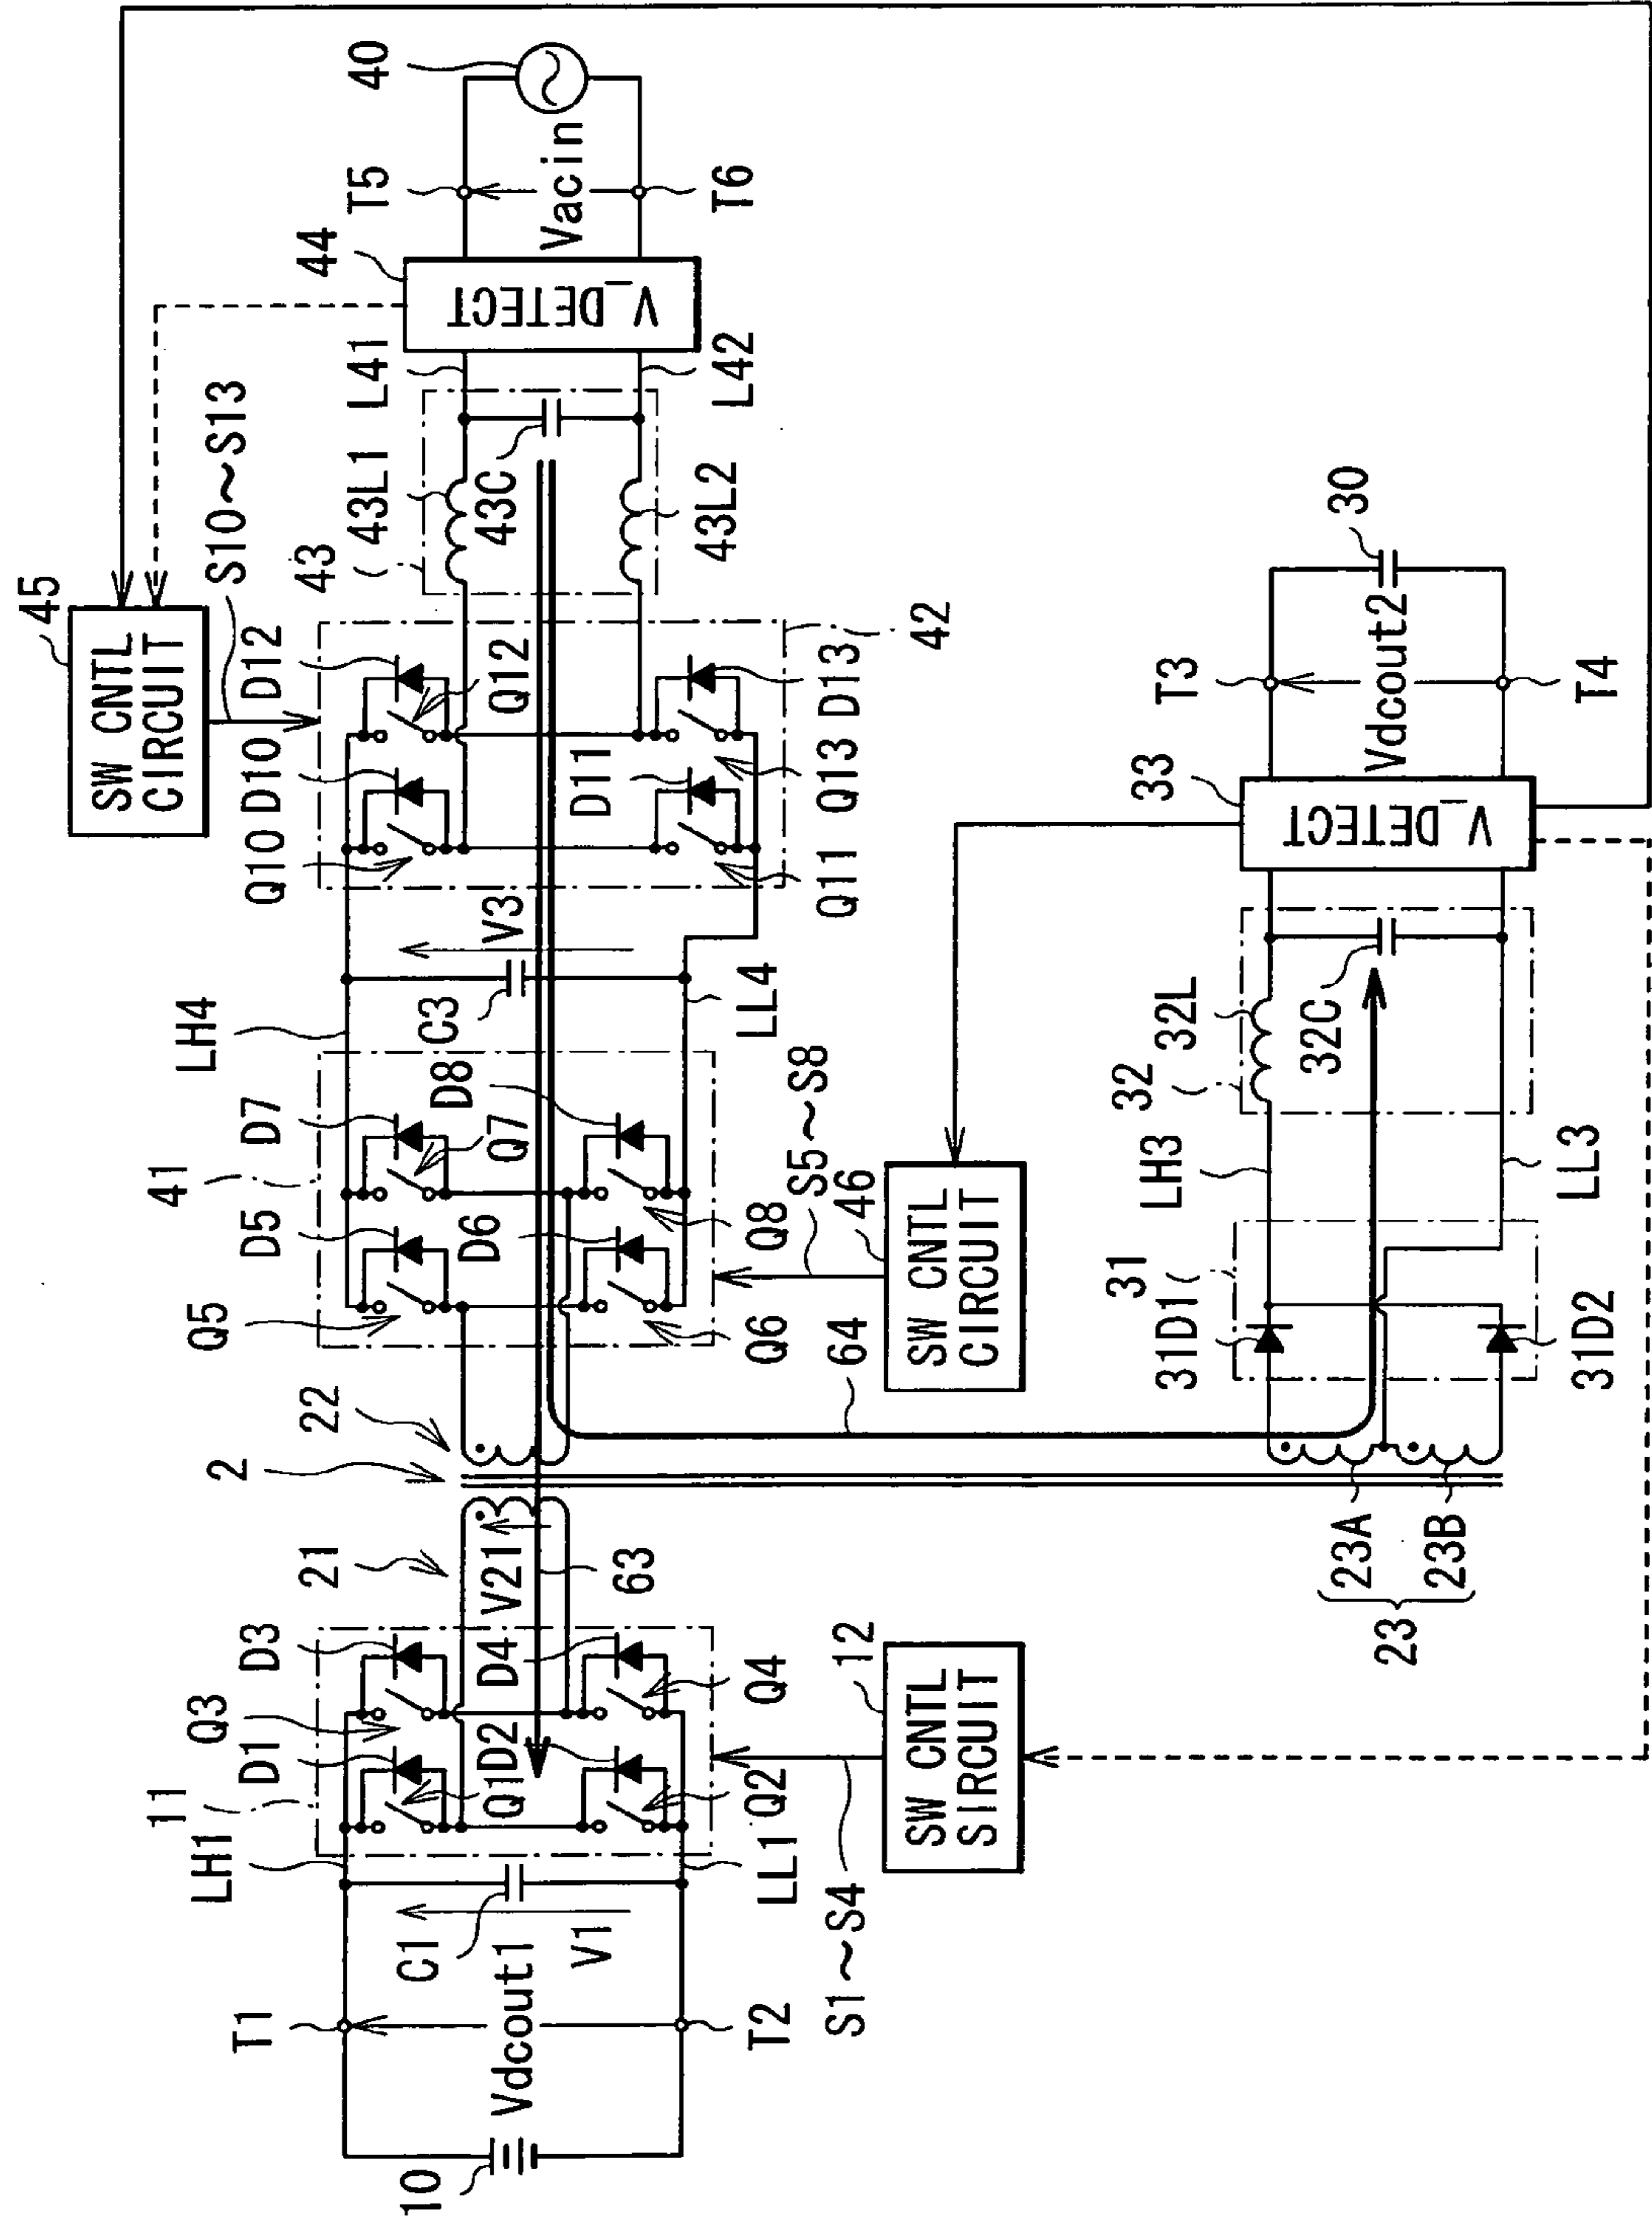 45
SW CNTL
CIRCUIT
S10~S13
44
T5
40
V_DETECT
Vacin
T6
L41
L42
43
43L1
43C
43L2
D12
Q12
D10
Q10
D11
D13
Q13
Q11
42
LH4
V3
C3
LL4
41
D7
Q7
D8
D5
D6
Q5
Q8
Q6
S5~S8
46
SW CNTL
CIRCUIT
64
22
2
21
V21
63
D3
Q3
D4
Q4
11
D1
Q1
D2
Q2
LH1
LL1
12
SW CNTL
SIRCUIT
S1~S4
C1
V1
T1
Vdcout1
T2
10
23A
23B
23
31
31D1
31D2
LH3
LL3
32
32L
32C
33
V_DETECT
T3
Vdcout2
T4
30